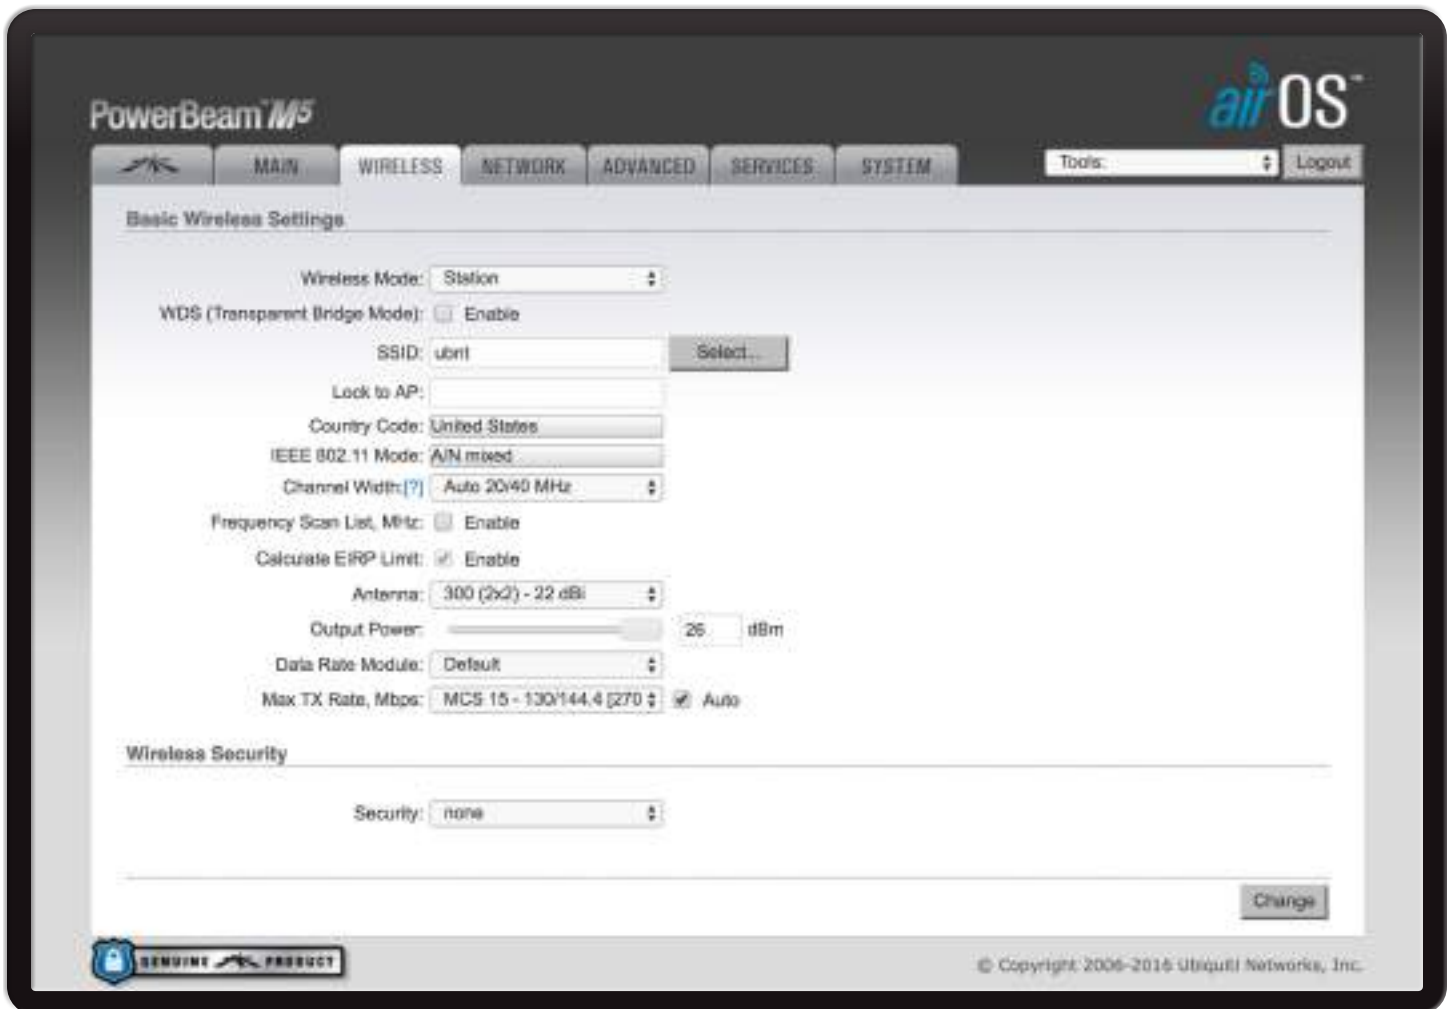 airOS™
PowerBeam™M5
MAIN WIRELESS NETWORK ADVANCED SERVICES SYSTEM Tools: Logout
Basic Wireless Settings
Wireless Mode: Station
WDS (Transparent Bridge Mode): Enable
SSID: ubnt Select...
Lock to AP:
Country Code: United States
IEEE 802.11 Mode: A/N mixed
Channel Width:[?] Auto 20/40 MHz
Frequency Scan List, MHz: Enable
Calculate EIRP Limit: Enable
Antenna: 300 (2x2) - 22 dBi
Output Power: 26 dBm
Data Rate Module: Default
Max TX Rate, Mbps: MCS 15 - 130/144.4 [270 Auto
Wireless Security
Security: none
Change
GENUINE PRODUCT
© Copyright 2006-2016 Ubiquiti Networks, Inc.